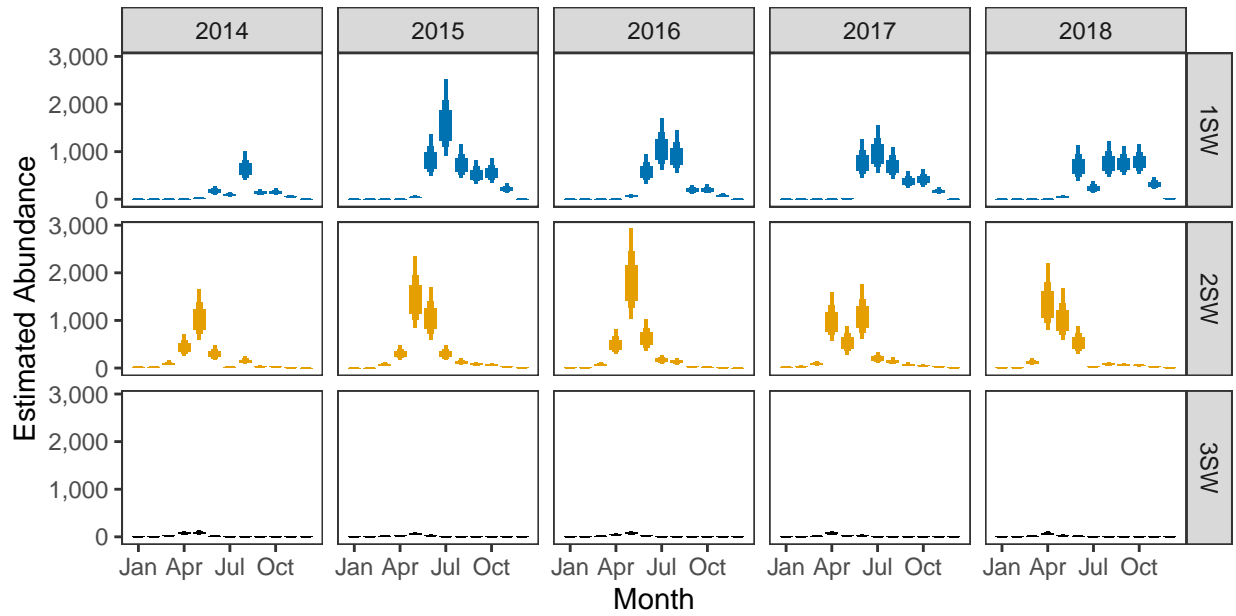 2014 2015 2016 2017 2018
Estimated Abundance
3,000
2,000
1,000
0
1SW
3,000
2,000
1,000
0
2SW
3,000
2,000
1,000
0
3SW
Jan Apr Jul Oct Jan Apr Jul Oct Jan Apr Jul Oct Jan Apr Jul Oct Jan Apr Jul Oct
Month